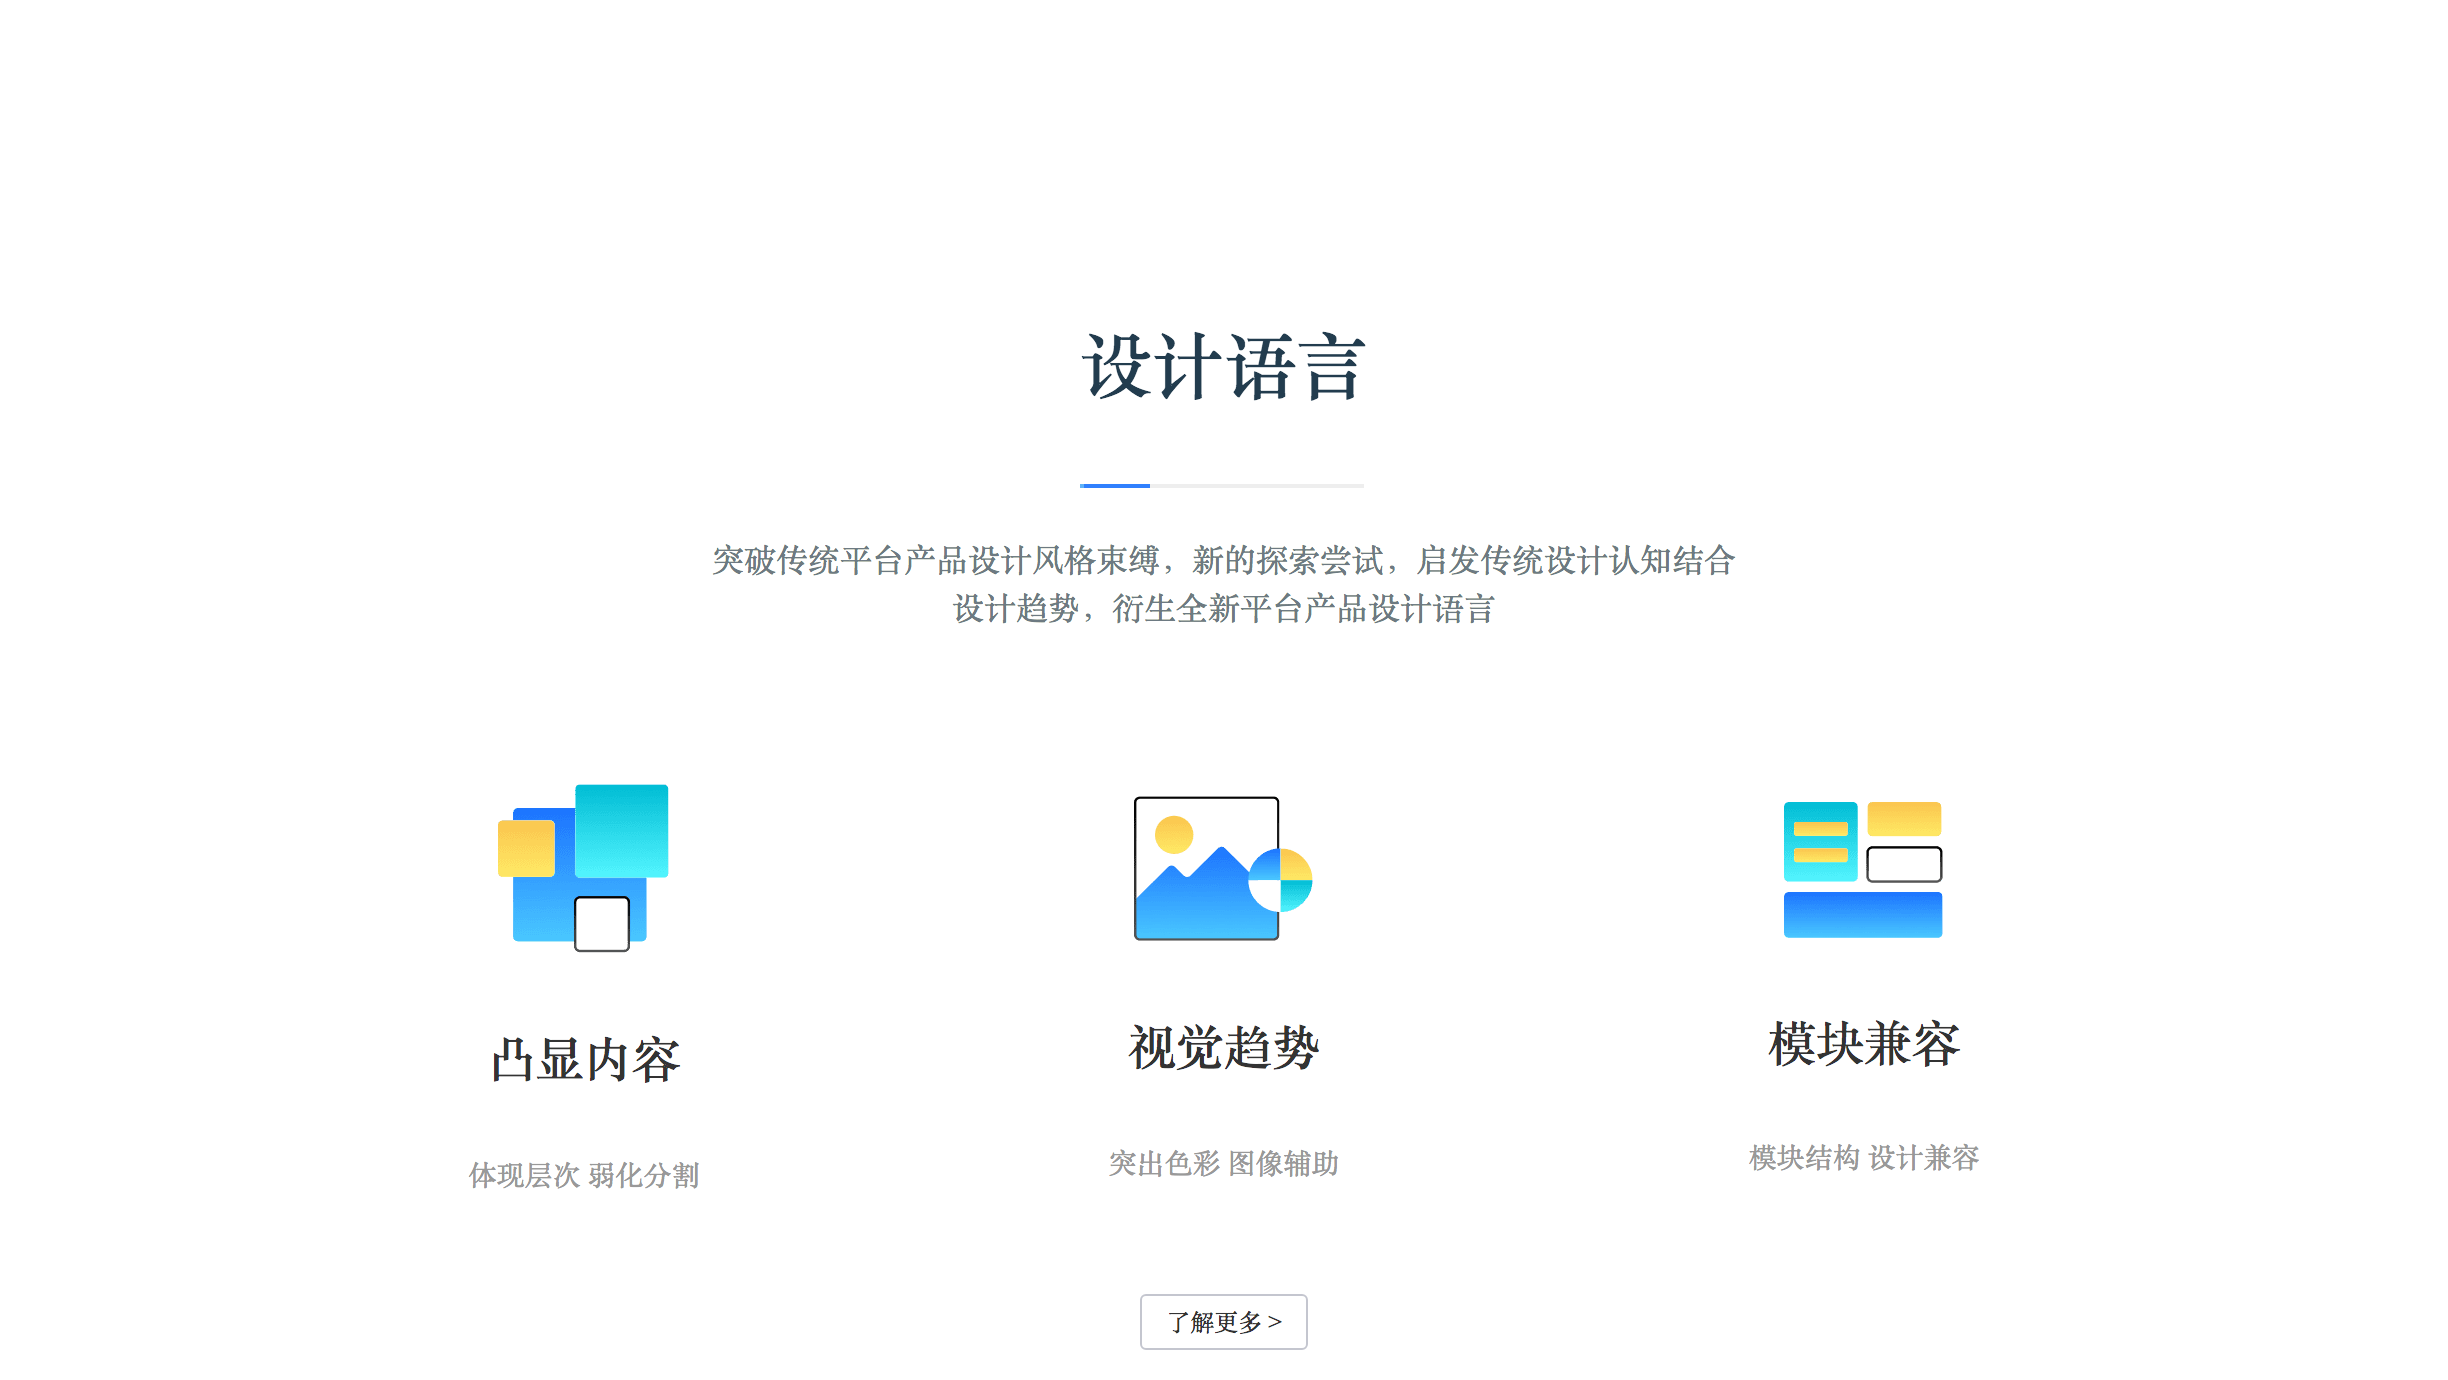 设计语言
突破传统平台产品设计风格束缚，新的探索尝试，启发传统设计认知结合
设计趋势，衍生全新平台产品设计语言
凸显内容
体现层次 弱化分割
视觉趋势
突出色彩 图像辅助
模块兼容
模块结构 设计兼容
了解更多 >